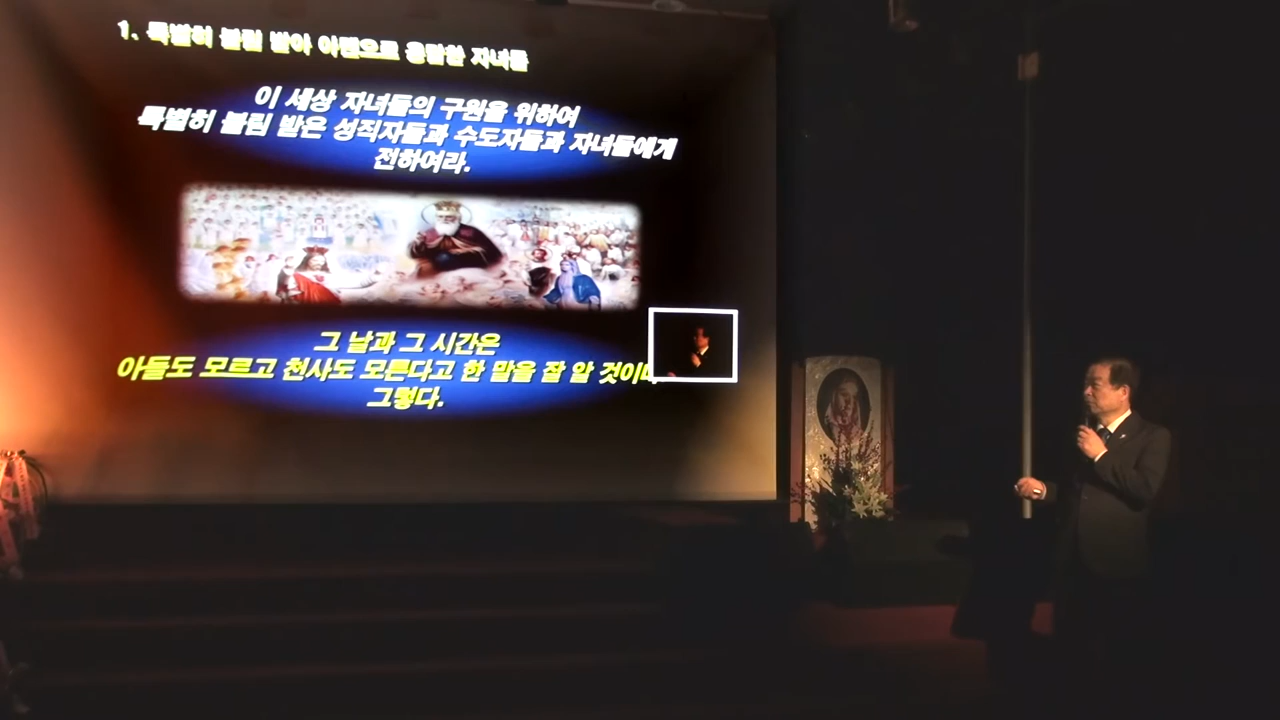 1. 특별히 불림 받아 아멘으로 응답한 자녀들
이 세상 자녀들의 구원을 위하여
특별히 불림 받은 성직자들과 수도자들과 자녀들에게
전하여라.
그 날과 그 시간은
아들도 모르고 천사도 모른다고 한 말을 잘 알 것이다.
그렇다.